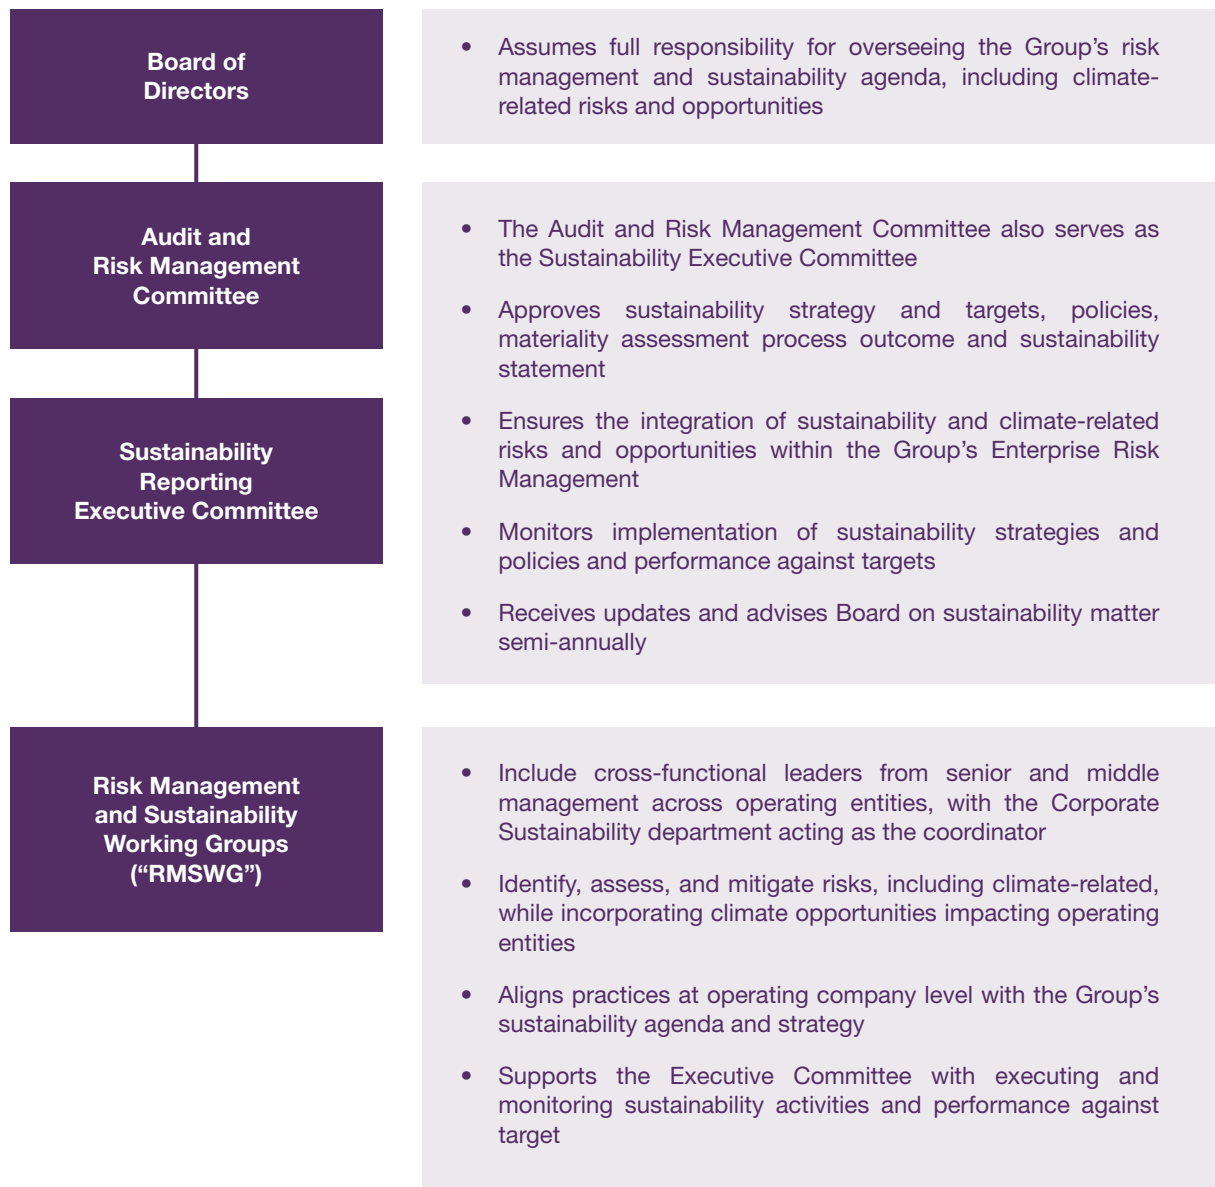 Board of
Directors
• Assumes full responsibility for overseeing the Group’s risk
management and sustainability agenda, including climate-
related risks and opportunities
Audit and
Risk Management
Committee
Sustainability
Reporting
Executive Committee
• The Audit and Risk Management Committee also serves as
the Sustainability Executive Committee
• Approves sustainability strategy and targets, policies,
materiality assessment process outcome and sustainability
statement
• Ensures the integration of sustainability and climate-related
risks and opportunities within the Group’s Enterprise Risk
Management
• Monitors implementation of sustainability strategies and
policies and performance against targets
• Receives updates and advises Board on sustainability matter
semi-annually
Risk Management
and Sustainability
Working Groups
(“RMSWG”)
• Include cross-functional leaders from senior and middle
management across operating entities, with the Corporate
Sustainability department acting as the coordinator
• Identify, assess, and mitigate risks, including climate-related,
while incorporating climate opportunities impacting operating
entities
• Aligns practices at operating company level with the Group’s
sustainability agenda and strategy
• Supports the Executive Committee with executing and
monitoring sustainability activities and performance against
target